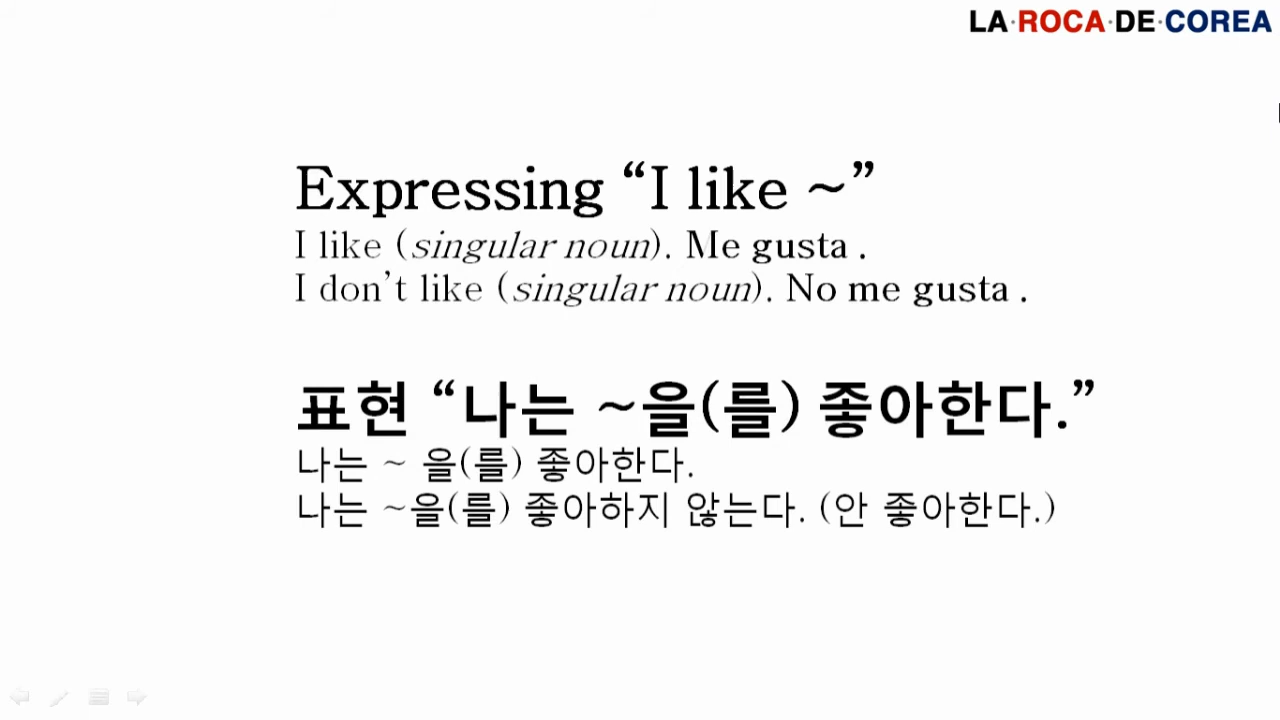 LA·ROCA·DE·COREA
Expressing “I like ~”
I like (singular noun). Me gusta .
I don’t like (singular noun). No me gusta .
표현 “나는 ~을(를) 좋아한다.”
나는 ~ 을(를) 좋아한다.
나는 ~을(를) 좋아하지 않는다. (안 좋아한다.)